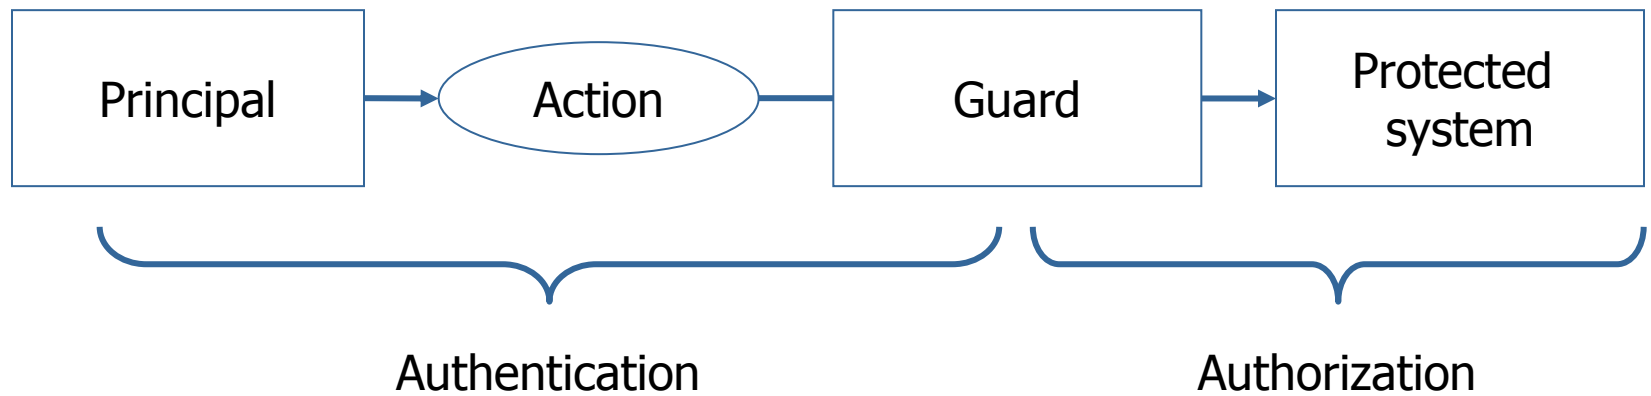 Principal
Action
Guard
Protected
system
Authentication
Authorization